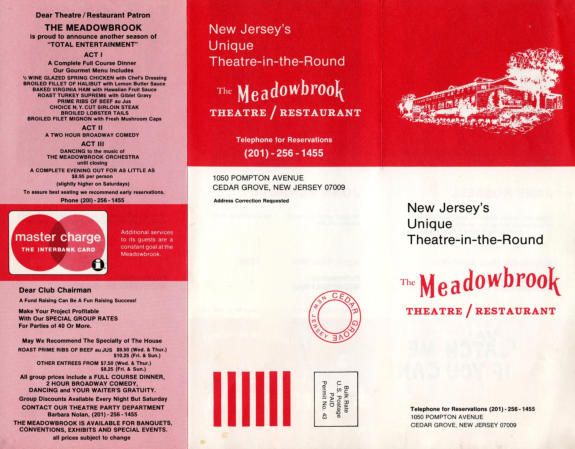 Dear Theatre/Restaurant Patron
THE MEADOWBROOK
is proud to announce another season of
"TOTAL ENTERTAINMENT"
ACT I
A Complete Full Course Dinner
Our Gourmet Menu Includes
½ WINE GLAZED SPRING CHICKEN with Chef's Dressing
BROILED FILLET OF HALIBUT with Lemon Butter Sauce
BAKED VIRGINIA HAM with Hawaiian Fruit Sauce
ROAST TURKEY SUPREME with Giblet Gravy
PRIME RIBS OF BEEF au Jus
CHOICE N.Y. CUT SIRLOIN STEAK
BROILED LOBSTER TAILS
BROILED FILET MIGNON with Fresh Mushroom Caps
ACT II
A TWO HOUR BROADWAY COMEDY
ACT III
DANCING to the music of
THE MEADOWBROOK ORCHESTRA
until closing
A COMPLETE EVENING OUT FOR AS LITTLE AS
$8.95 per person
(slightly higher on Saturdays)
To assure best seating we recommend early reservations.
Phone (201) - 256 - 1455
master charge
THE INTERBANK CARD
i
Additional services
to its guests are a
constant goal at the
Meadowbrook.
Dear Club Chairman
A Fund Raising Can Be A Fun Raising Success!
Make Your Project Profitable
With Our SPECIAL GROUP RATES
For Parties of 40 Or More.
May We Recommend The Specialty of The House
ROAST PRIME RIBS OF BEEF au JUS $9.50 (Wed. & Thur.)
$10.25 (Fri. & Sun.)
OTHER ENTREES FROM $7.50 (Wed. & Thur.)
$8.25 (Fri. & Sun.)
All group prices include a FULL COURSE DINNER,
2 HOUR BROADWAY COMEDY,
DANCING and YOUR WAITER'S GRATUITY.
Group Discounts Available Every Night But Saturday
CONTACT OUR THEATRE PARTY DEPARTMENT
Barbara Nolan, (201) - 256 - 1455
THE MEADOWBROOK IS AVAILABLE FOR BANQUETS,
CONVENTIONS, EXHIBITS AND SPECIAL EVENTS.
all prices subject to change
New Jersey's
Unique
Theatre-in-the-Round
The Meadowbrook
THEATRE / RESTAURANT
Telephone for Reservations
(201) - 256 - 1455
1050 POMPTON AVENUE
CEDAR GROVE, NEW JERSEY 07009
Address Correction Requested
CEDAR GROVE
NEW JERSEY
Bulk Rate
U.S. Postage
PAID
Permit No. 43
New Jersey's
Unique
Theatre-in-the-Round
The Meadowbrook
THEATRE / RESTAURANT
Telephone for Reservations (201) - 256 - 1455
1050 POMPTON AVENUE
CEDAR GROVE, NEW JERSEY 07009